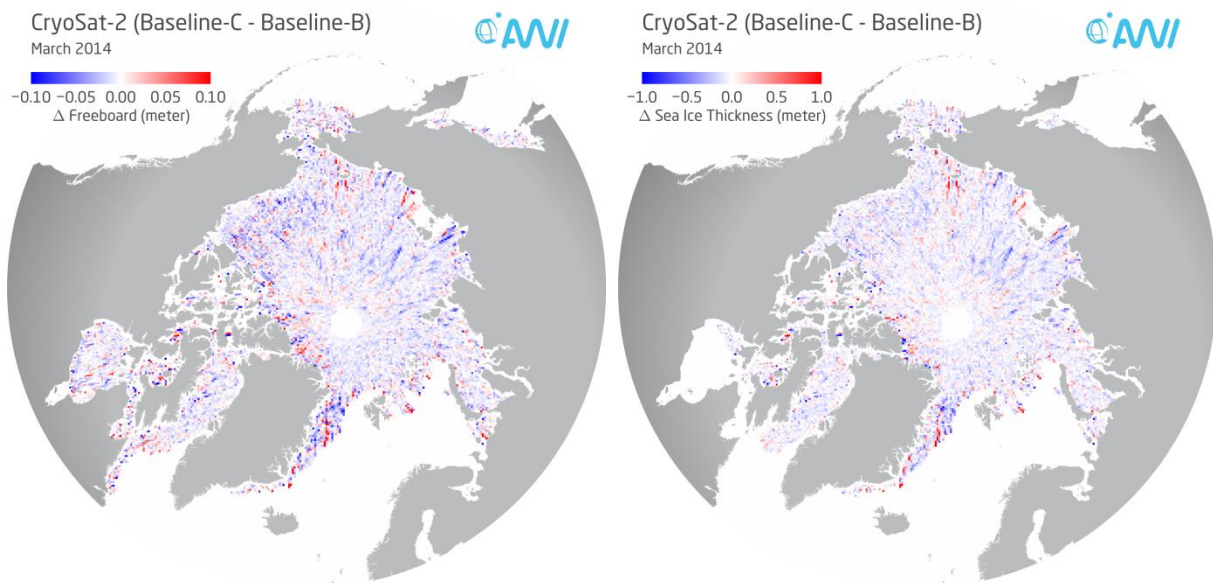 CryoSat-2 (Baseline-C - Baseline-B)
March 2014
AWI
−0.10 −0.05 0.00 0.05 0.10
Δ Freeboard (meter)
CryoSat-2 (Baseline-C - Baseline-B)
March 2014
AWI
−1.0 −0.5 0.0 0.5 1.0
Δ Sea Ice Thickness (meter)